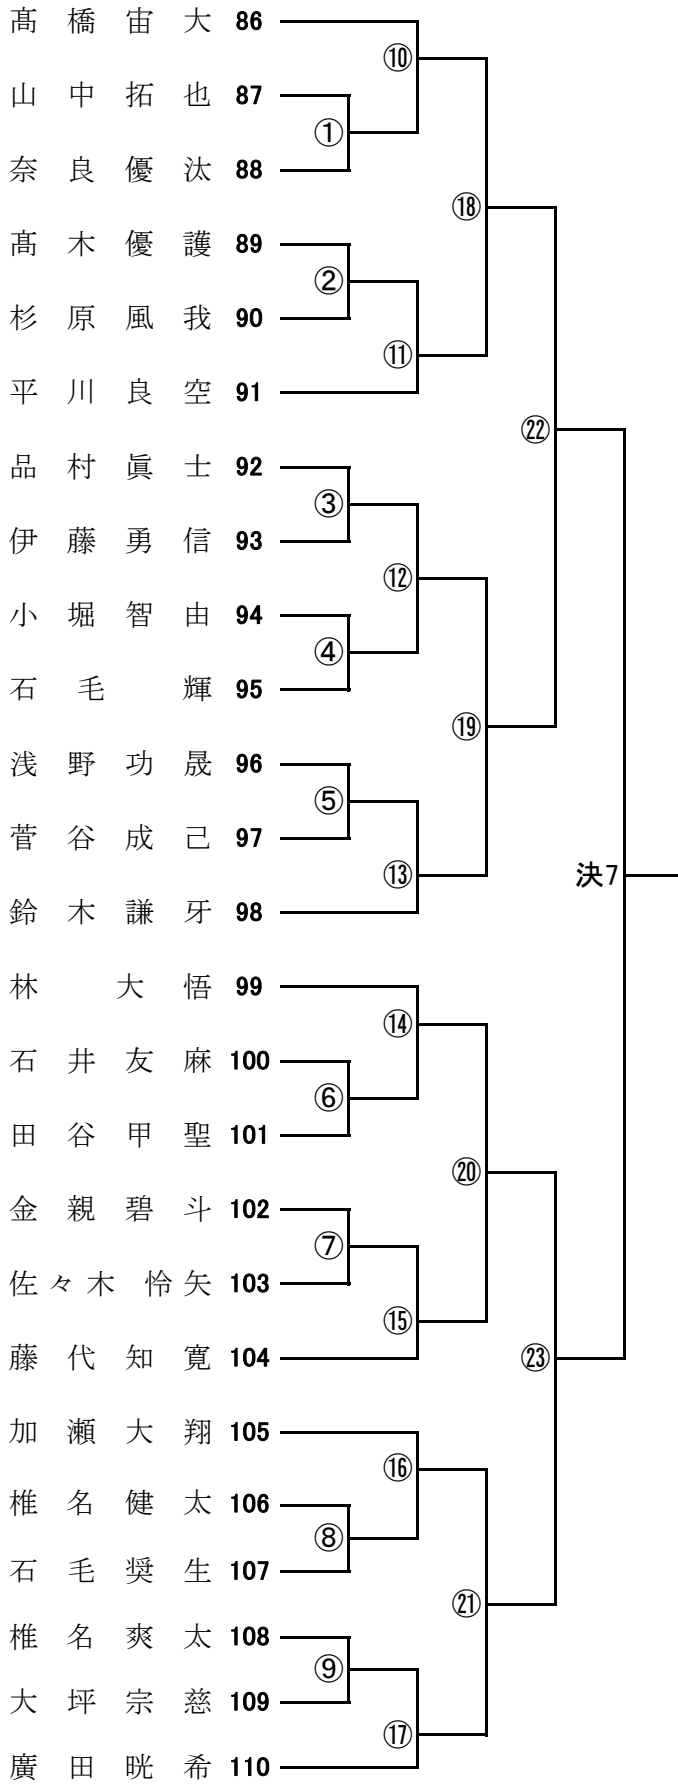 髙橋宙大 86
⑩
山中拓也 87
①
奈良優汰 88
⑱
髙木優護 89
②
杉原風我 90
⑪
平川良空 91
㉒
品村眞士 92
③
伊藤勇信 93
⑫
小堀智由 94
④
石毛輝 95
⑲
浅野功晟 96
⑤
菅谷成己 97
⑬ 決7
鈴木謙牙 98
林大悟 99
⑭
石井友麻 100
⑥
田谷甲聖 101
⑳
金親碧斗 102
⑦
佐々木怜矢 103
⑮
藤代知寛 104 ㉓
加瀬大翔 105
⑯
椎名健太 106
⑧
石毛奨生 107
㉑
椎名爽太 108
⑨
大坪宗慈 109
⑰
廣田晄希 110